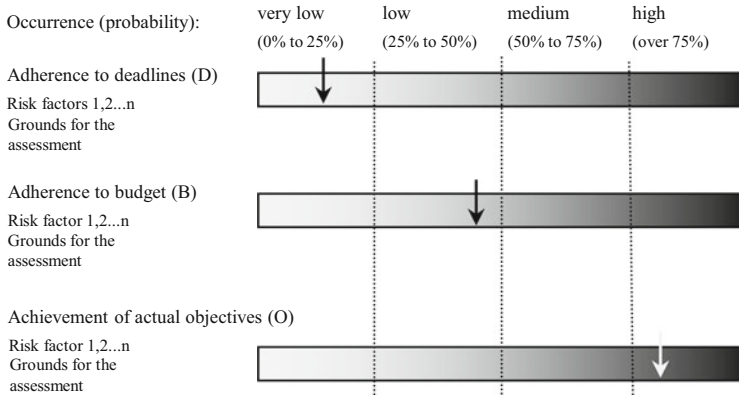 Occurrence (probability): very low low medium high
(0% to 25%) (25% to 50%) (50% to 75%) (over 75%)
Adherence to deadlines (D)
Risk factors 1,2...n
Grounds for the
assessment
Adherence to budget (B)
Risk factor 1,2...n
Grounds for the
assessment
Achievement of actual objectives (O)
Risk factor 1,2...n
Grounds for the
assessment